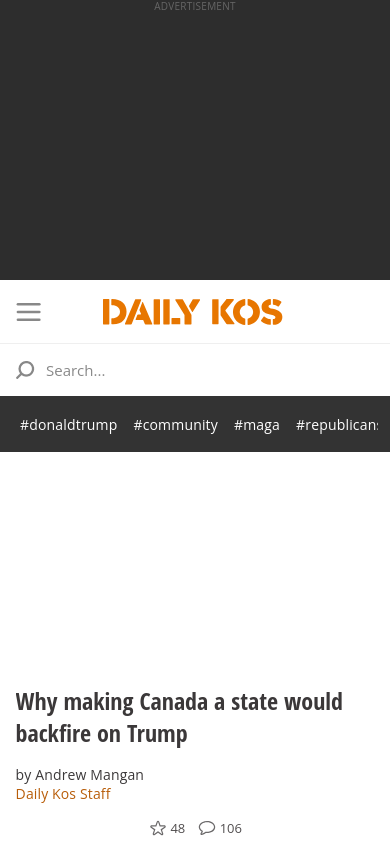 ADVERTISEMENT
DAILY KOS
Search...
#donaldtrump #community #maga #republicans
Why making Canada a state would
backfire on Trump
by Andrew Mangan
Daily Kos Staff
48 106